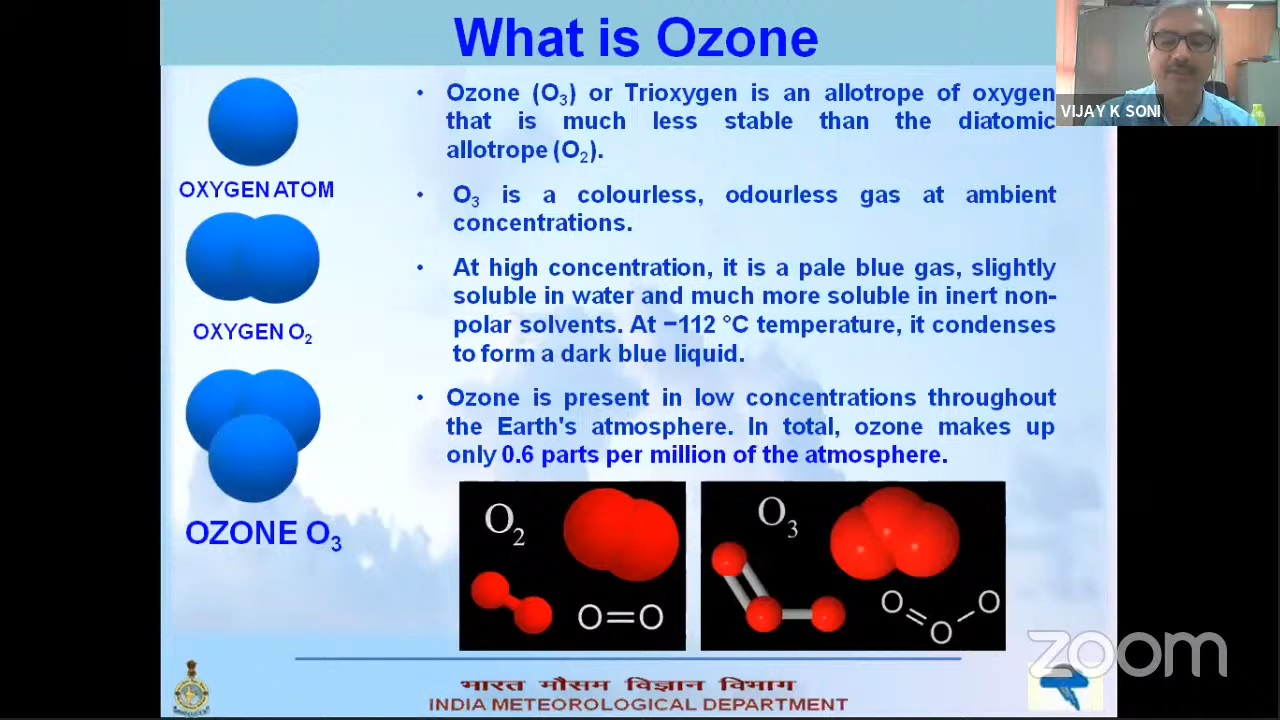 What is Ozone
VIJAY K SONI
OXYGEN ATOM
OXYGEN O₂
OZONE O₃
• Ozone (O₃) or Trioxygen is an allotrope of oxygen
that is much less stable than the diatomic
allotrope (O₂).
• O₃ is a colourless, odourless gas at ambient
concentrations.
• At high concentration, it is a pale blue gas, slightly
soluble in water and much more soluble in inert non-
polar solvents. At −112 °C temperature, it condenses
to form a dark blue liquid.
• Ozone is present in low concentrations throughout
the Earth's atmosphere. In total, ozone makes up
only 0.6 parts per million of the atmosphere.
O₂
O=O
O₃
O
O
O
zoom
भारत मौसम विज्ञान विभाग
INDIA METEOROLOGICAL DEPARTMENT